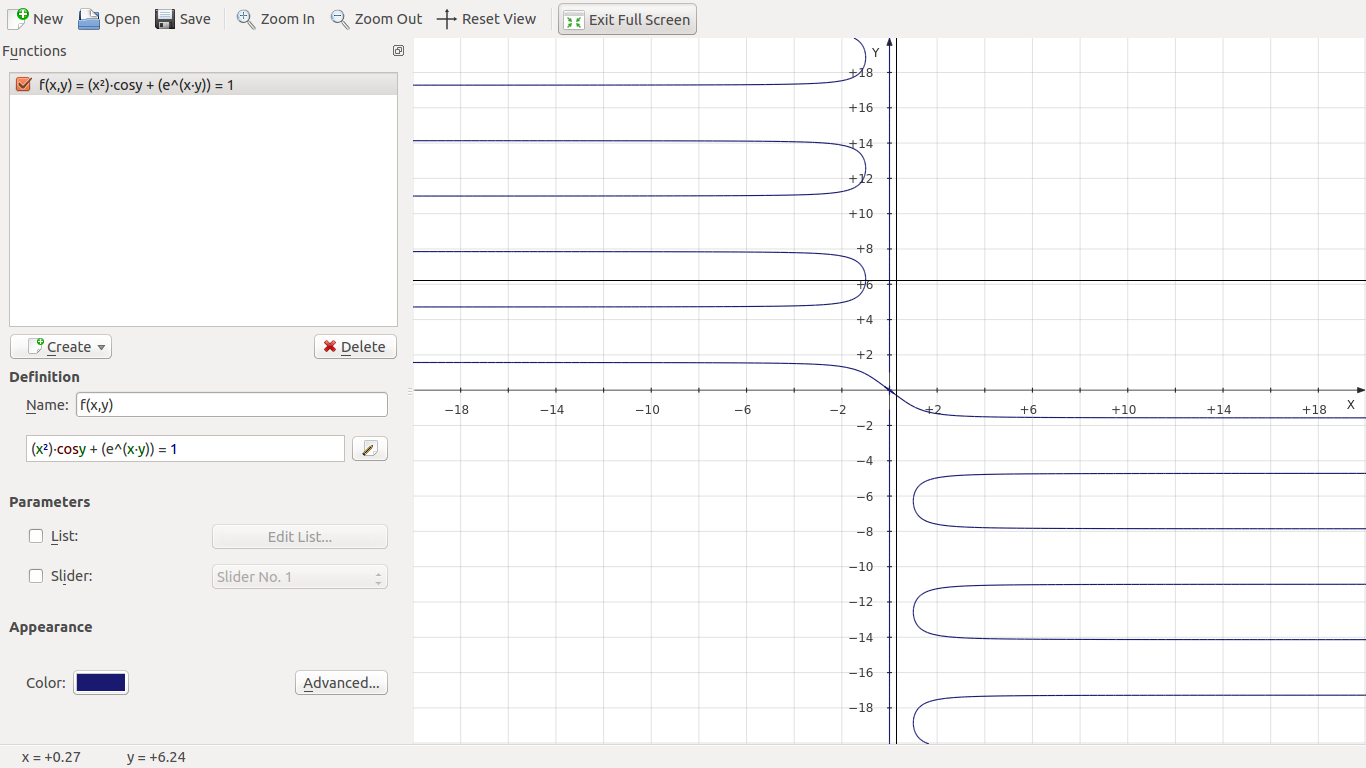 New Open Save Zoom In Zoom Out Reset View Exit Full Screen
Functions
f(x,y) = (x²)·cosy + (e^(x·y)) = 1
Create Delete
Definition
Name: f(x,y)
(x²)·cosy + (e^(x·y)) = 1
Parameters
List: Edit List...
Slider: Slider No. 1
Appearance
Color: Advanced...
x = +0.27 y = +6.24
Y
+18
+16
+14
+12
+10
+8
+6
+4
+2
−18 −14 −10 −6 −2 +2 +6 +10 +14 +18 X
−2
−4
−6
−8
−10
−12
−14
−16
−18